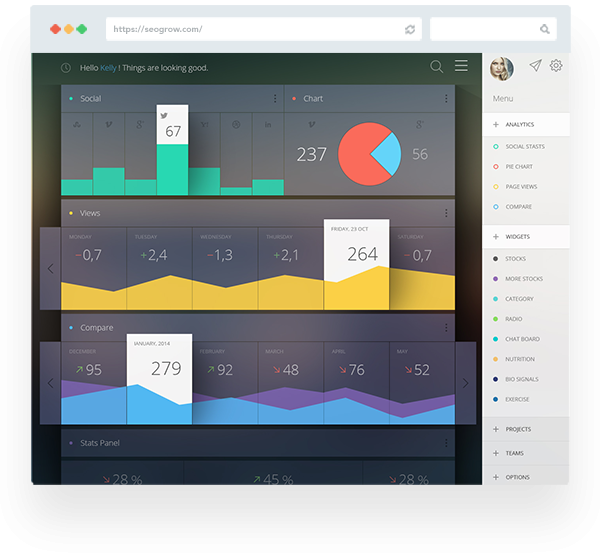 https://seogrow.com/
Hello Kelly ! Things are looking good.
Social
67
Chart
237
56
Views
MONDAY
−0,7
TUESDAY
+2,4
WEDNESDAY
−1,3
THURSDAY
+2,1
FRIDAY, 23 OCT
264
SATURDAY
−0,7
Compare
DECEMBER
95
JANUARY, 2014
279
FEBRUARY
92
MARCH
48
APRIL
76
MAY
52
Stats Panel
28 %
45 %
28 %
Menu
+ ANALYTICS
SOCIAL STASTS
PIE CHART
PAGE VIEWS
COMPARE
+ WIDGETS
STOCKS
MORE STOCKS
CATEGORY
RADIO
CHAT BOARD
NUTRITION
BIO SIGNALS
EXERCISE
+ PROJECTS
+ TEAMS
+ OPTIONS